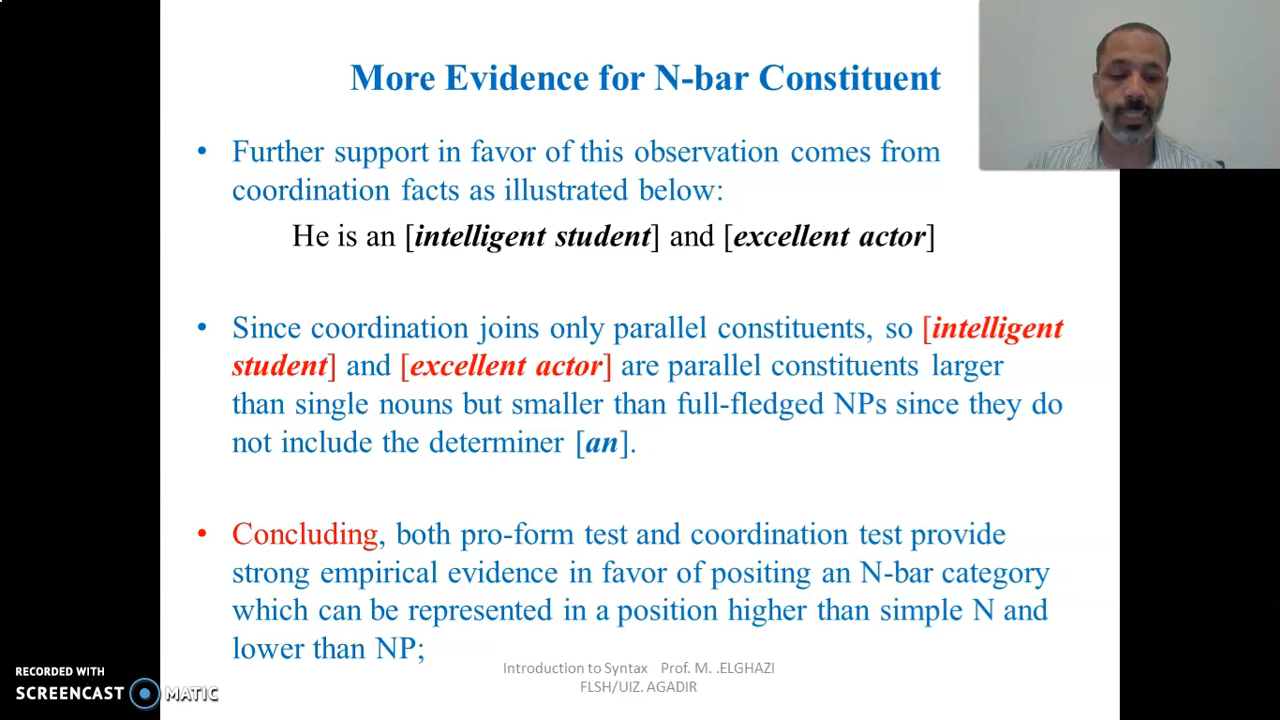 More Evidence for N-bar Constituent
• Further support in favor of this observation comes from
coordination facts as illustrated below:
He is an [intelligent student] and [excellent actor]
• Since coordination joins only parallel constituents, so [intelligent
student] and [excellent actor] are parallel constituents larger
than single nouns but smaller than full-fledged NPs since they do
not include the determiner [an].
• Concluding, both pro-form test and coordination test provide
strong empirical evidence in favor of positing an N-bar category
which can be represented in a position higher than simple N and
lower than NP;
Introduction to Syntax Prof. M. .ELGHAZI
FLSH/UIZ. AGADIR
RECORDED WITH
SCREENCAST MATIC